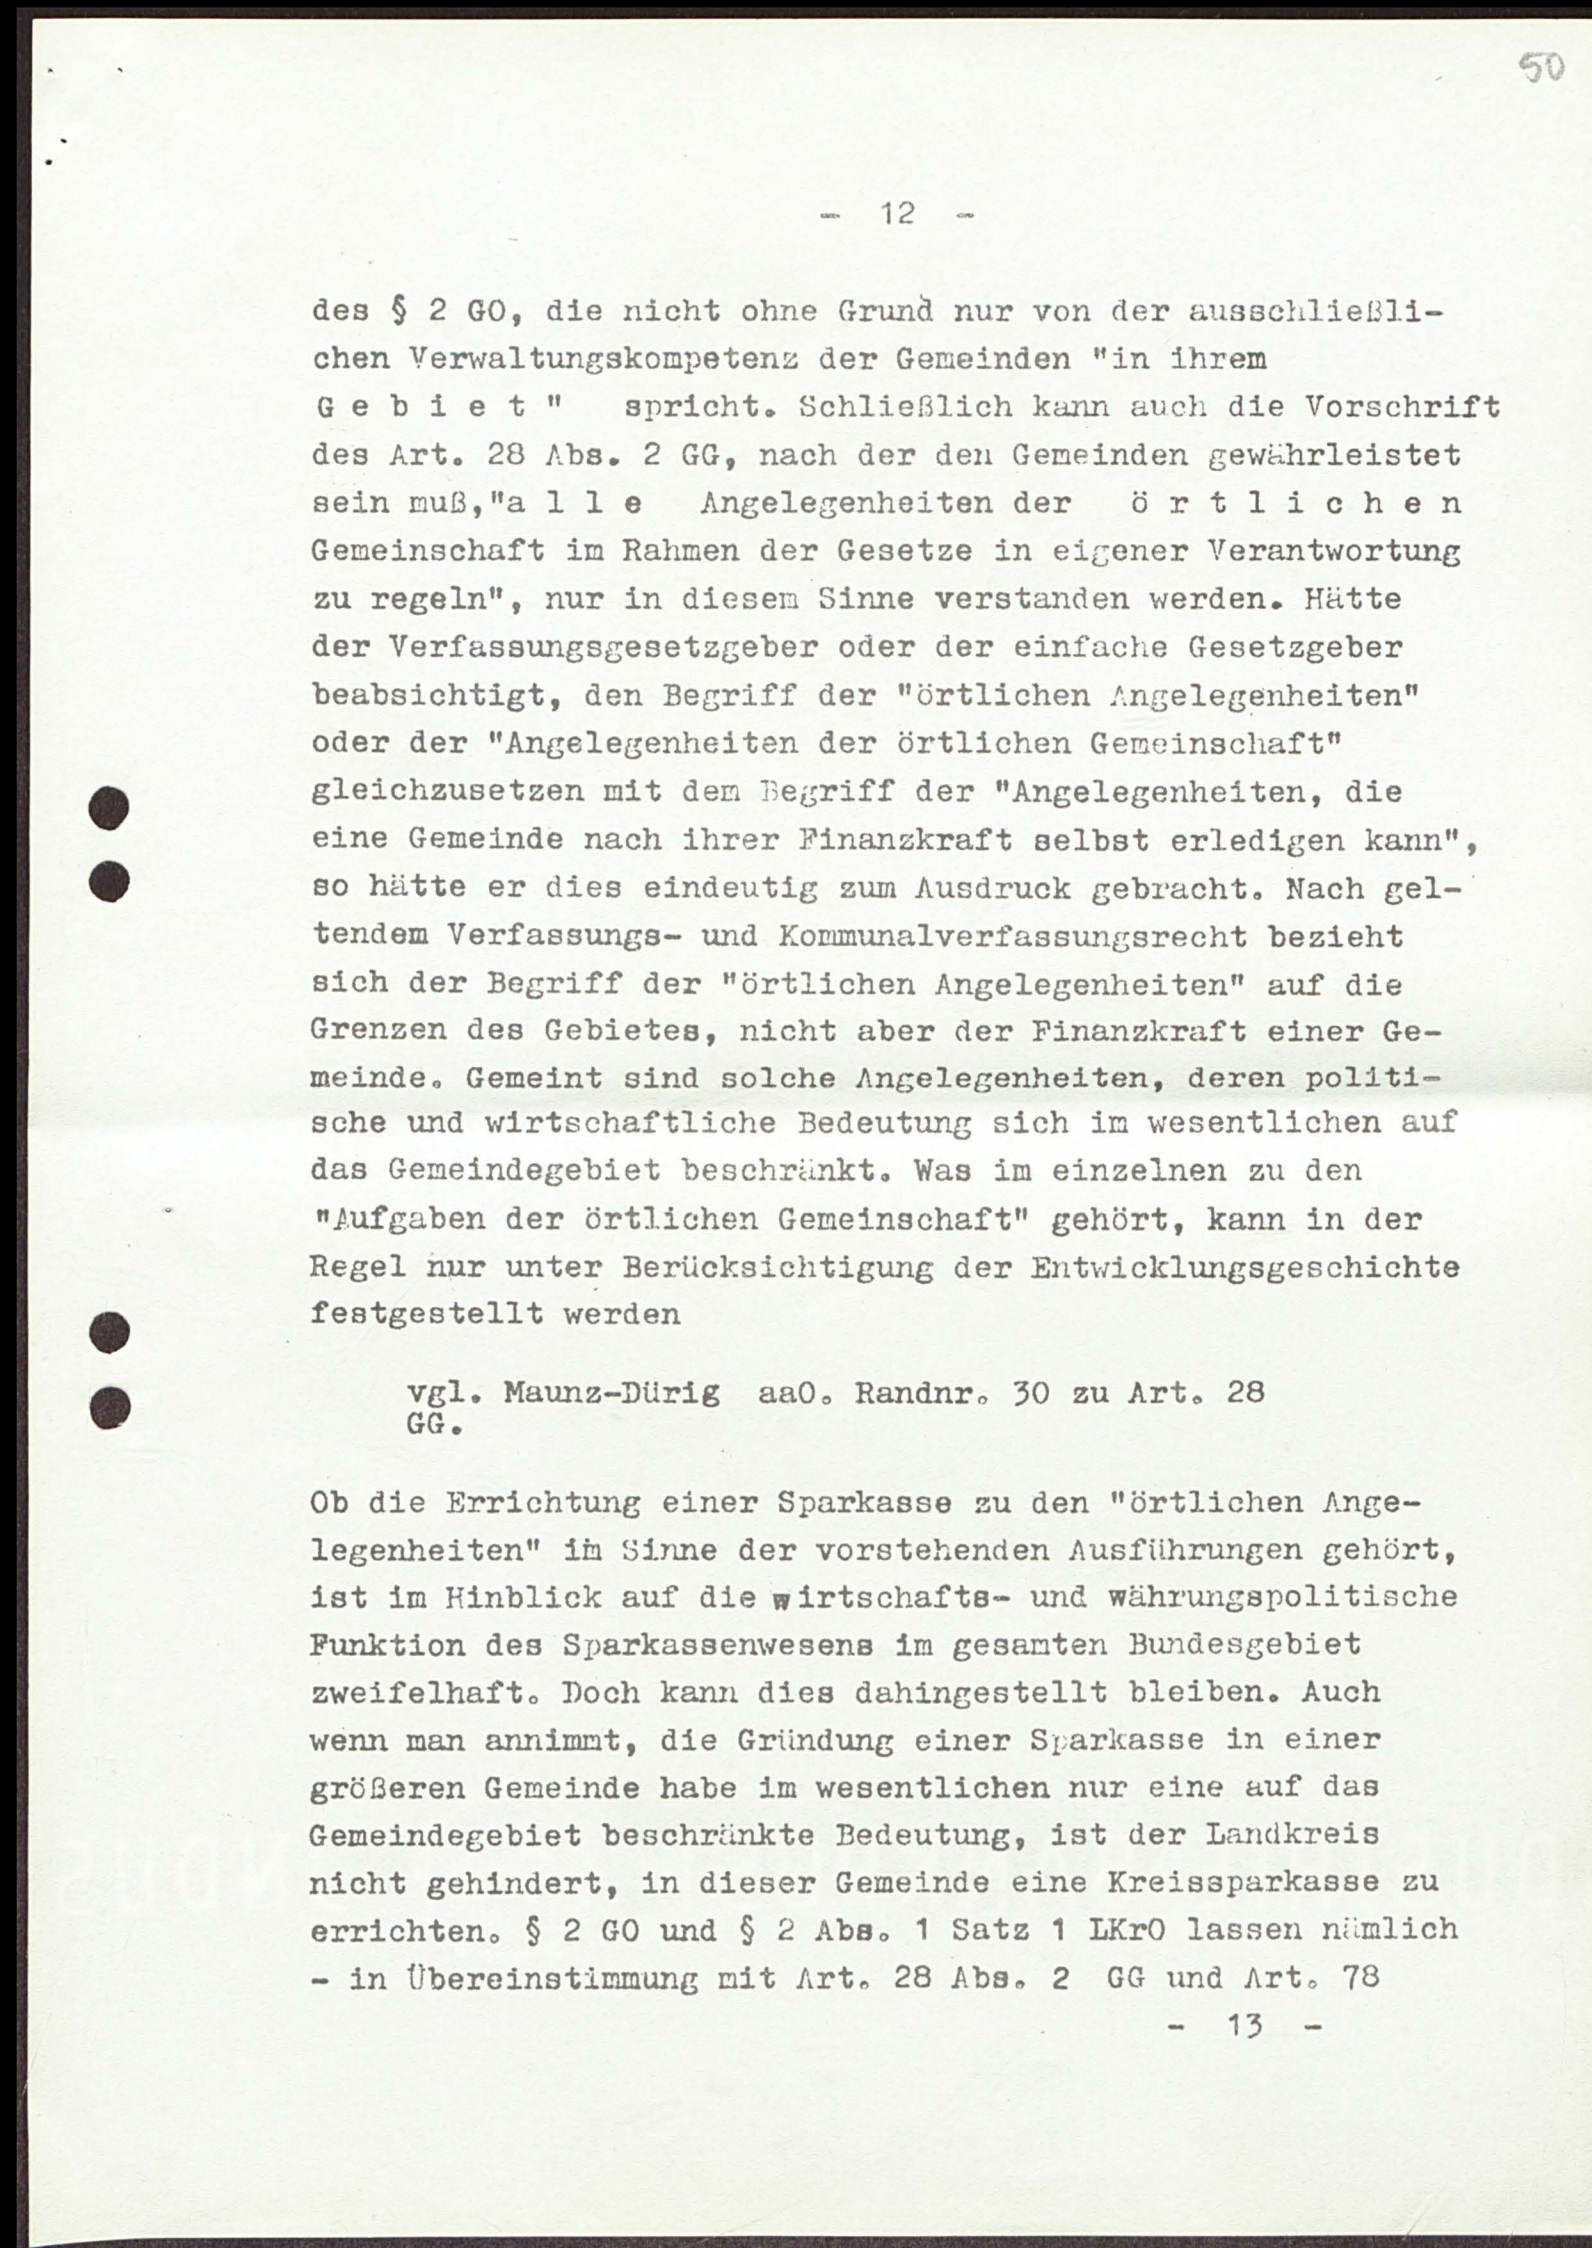 50
- 12 -
des § 2 GO, die nicht ohne Grund nur von der ausschließli-
chen Verwaltungskompetenz der Gemeinden "in ihrem
G e b i e t " spricht. Schließlich kann auch die Vorschrift
des Art. 28 Abs. 2 GG, nach der den Gemeinden gewährleistet
sein muß,"a l l e Angelegenheiten der ö r t l i c h e n
Gemeinschaft im Rahmen der Gesetze in eigener Verantwortung
zu regeln", nur in diesem Sinne verstanden werden. Hätte
der Verfassungsgesetzgeber oder der einfache Gesetzgeber
beabsichtigt, den Begriff der "örtlichen Angelegenheiten"
oder der "Angelegenheiten der örtlichen Gemeinschaft"
gleichzusetzen mit dem Begriff der "Angelegenheiten, die
eine Gemeinde nach ihrer Finanzkraft selbst erledigen kann",
so hätte er dies eindeutig zum Ausdruck gebracht. Nach gel-
tendem Verfassungs- und Kommunalverfassungsrecht bezieht
sich der Begriff der "örtlichen Angelegenheiten" auf die
Grenzen des Gebietes, nicht aber der Finanzkraft einer Ge-
meinde. Gemeint sind solche Angelegenheiten, deren politi-
sche und wirtschaftliche Bedeutung sich im wesentlichen auf
das Gemeindegebiet beschränkt. Was im einzelnen zu den
"Aufgaben der örtlichen Gemeinschaft" gehört, kann in der
Regel nur unter Berücksichtigung der Entwicklungsgeschichte
festgestellt werden
vgl. Maunz-Dürig aaO. Randnr. 30 zu Art. 28
GG.
Ob die Errichtung einer Sparkasse zu den "örtlichen Ange-
legenheiten" im Sinne der vorstehenden Ausführungen gehört,
ist im Hinblick auf die wirtschafts- und währungspolitische
Funktion des Sparkassenwesens im gesamten Bundesgebiet
zweifelhaft. Doch kann dies dahingestellt bleiben. Auch
wenn man annimmt, die Gründung einer Sparkasse in einer
größeren Gemeinde habe im wesentlichen nur eine auf das
Gemeindegebiet beschränkte Bedeutung, ist der Landkreis
nicht gehindert, in dieser Gemeinde eine Kreissparkasse zu
errichten. § 2 GO und § 2 Abs. 1 Satz 1 LKrO lassen nämlich
- in Übereinstimmung mit Art. 28 Abs. 2 GG und Art. 78
- 13 -